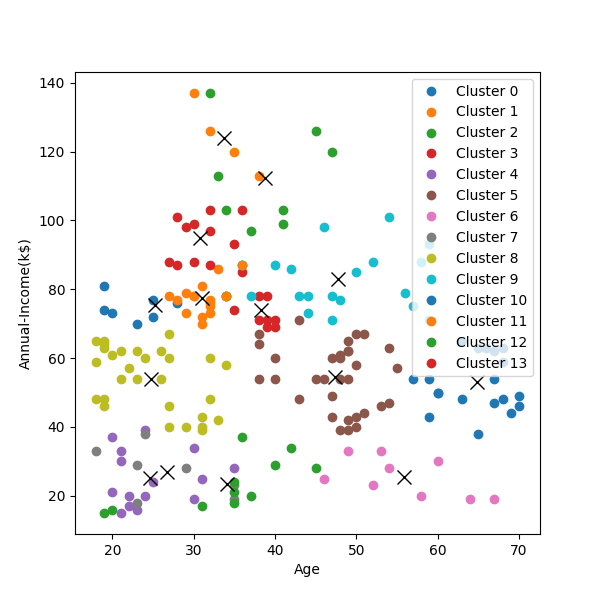 140
120
100
80
60
40
20
Annual-Income(k$)
20 30 40 50 60 70
Age
Cluster 0
Cluster 1
Cluster 2
Cluster 3
Cluster 4
Cluster 5
Cluster 6
Cluster 7
Cluster 8
Cluster 9
Cluster 10
Cluster 11
Cluster 12
Cluster 13